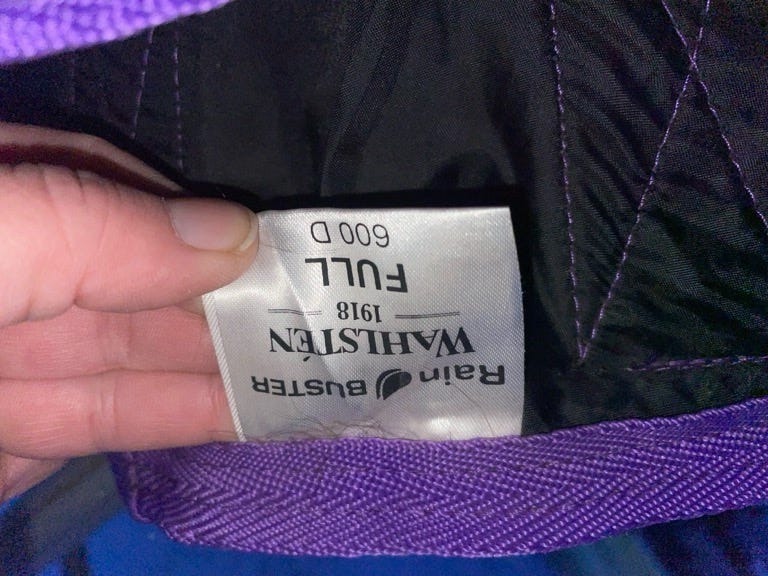 Rain BUSTER
WAHLSTÉN
1918
FULL
600 D